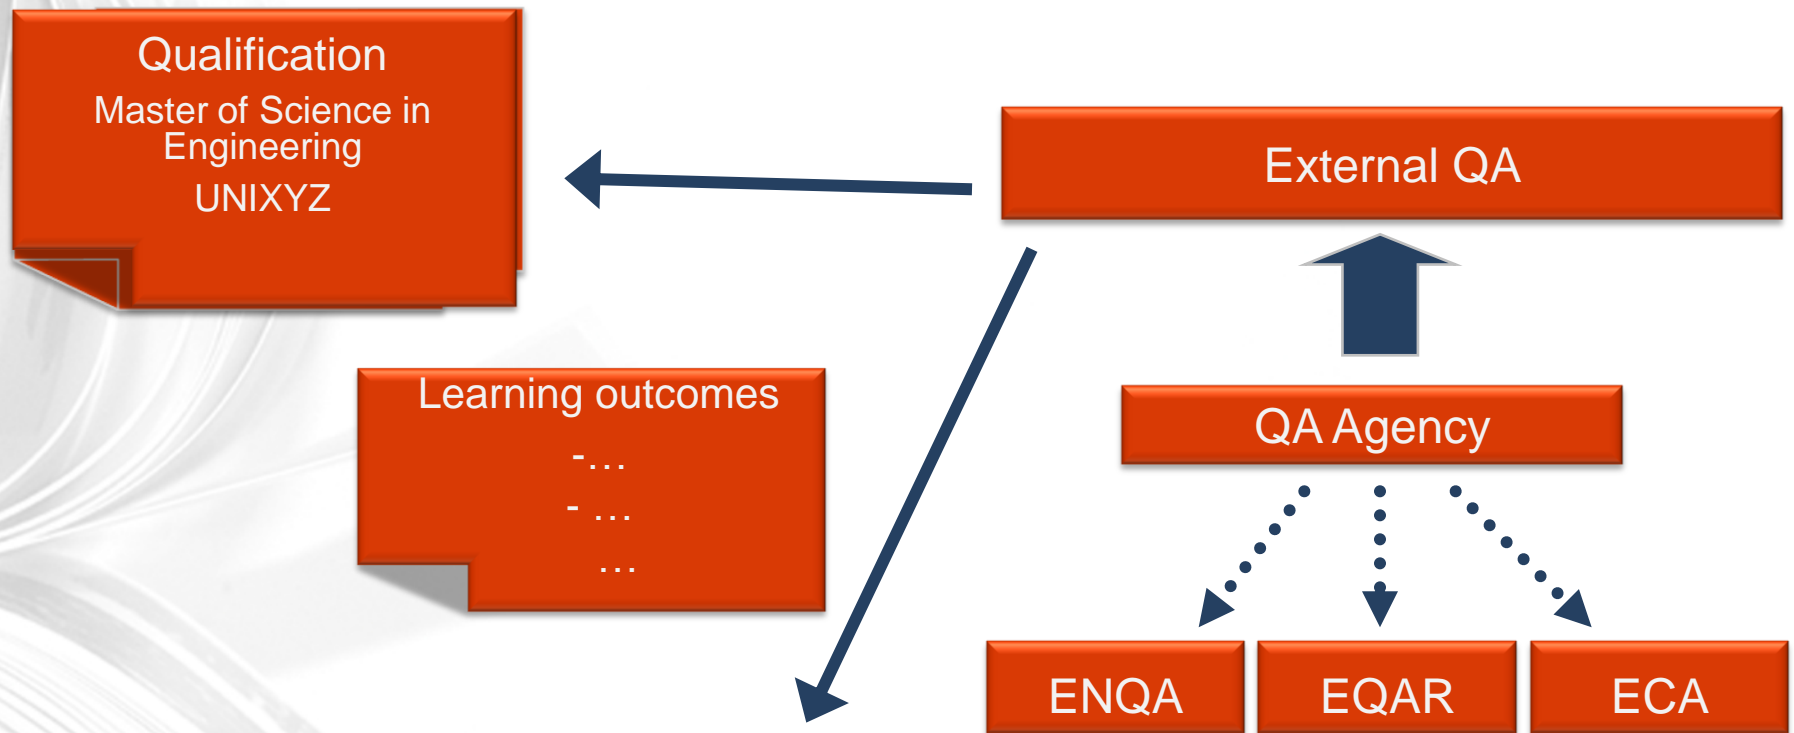 Qualification
Master of Science in
Engineering
UNIXYZ
External QA
Learning outcomes
-...
- ...
...
QA Agency
ENQA
EQAR
ECA